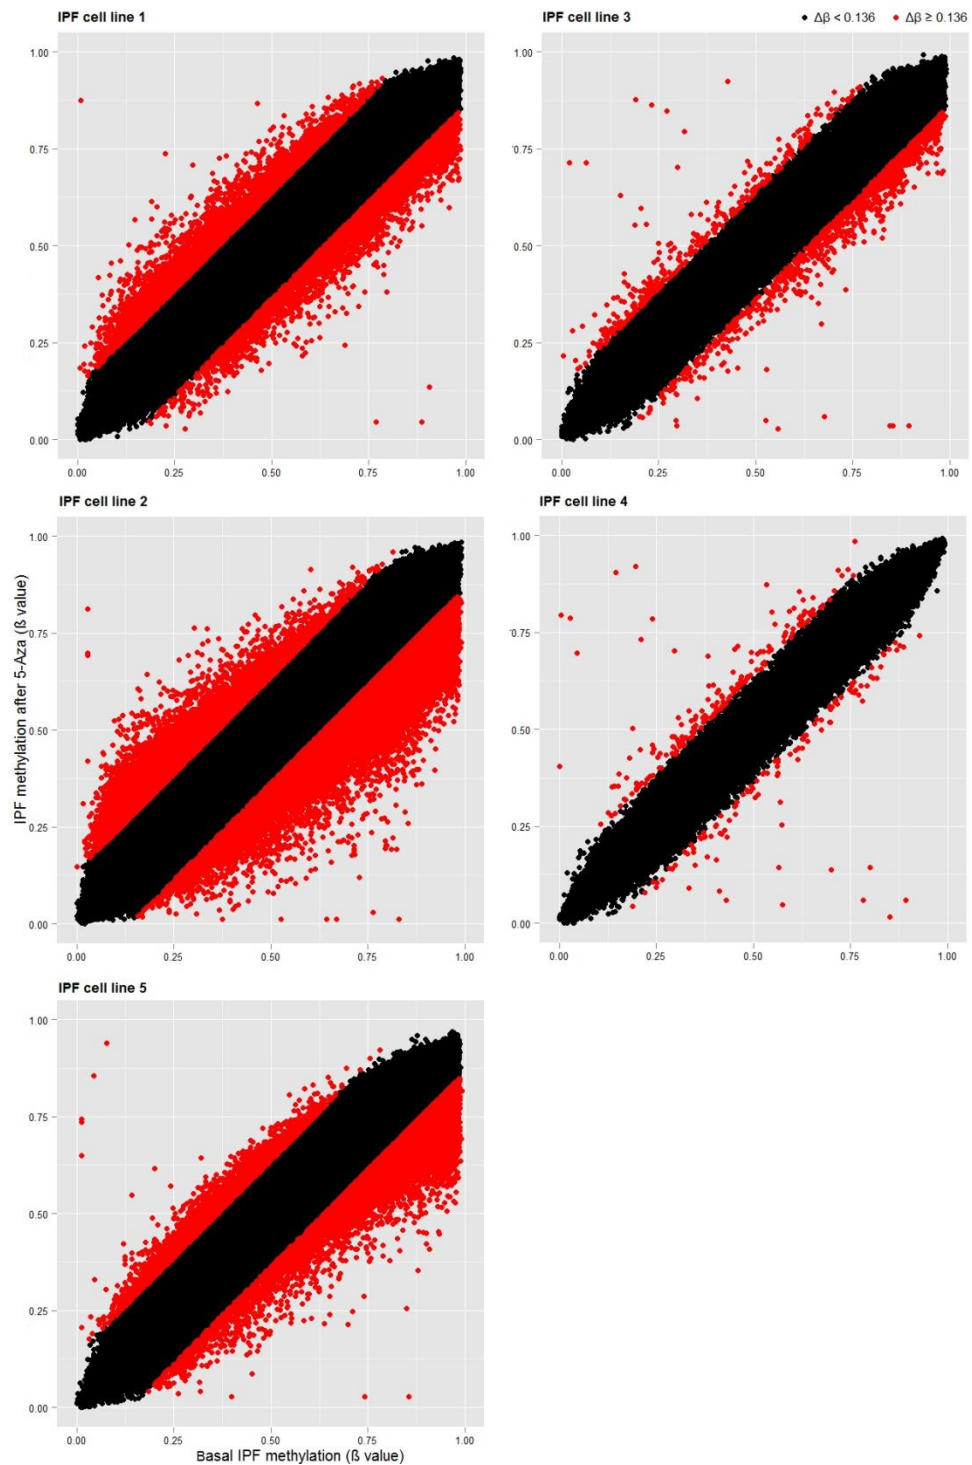 IPF cell line 1
1.00
0.75
0.50
0.25
0.00
0.00 0.25 0.50 0.75 1.00
IPF cell line 3
Δβ < 0.136 Δβ ≥ 0.136
1.00
0.75
0.50
0.25
0.00
0.00 0.25 0.50 0.75 1.00
IPF cell line 2
IPF methylation after 5-Aza (ß value)
1.00
0.75
0.50
0.25
0.00
0.00 0.25 0.50 0.75 1.00
IPF cell line 4
1.00
0.75
0.50
0.25
0.00
0.00 0.25 0.50 0.75 1.00
IPF cell line 5
1.00
0.75
0.50
0.25
0.00
0.00 0.25 0.50 0.75 1.00
Basal IPF methylation (ß value)